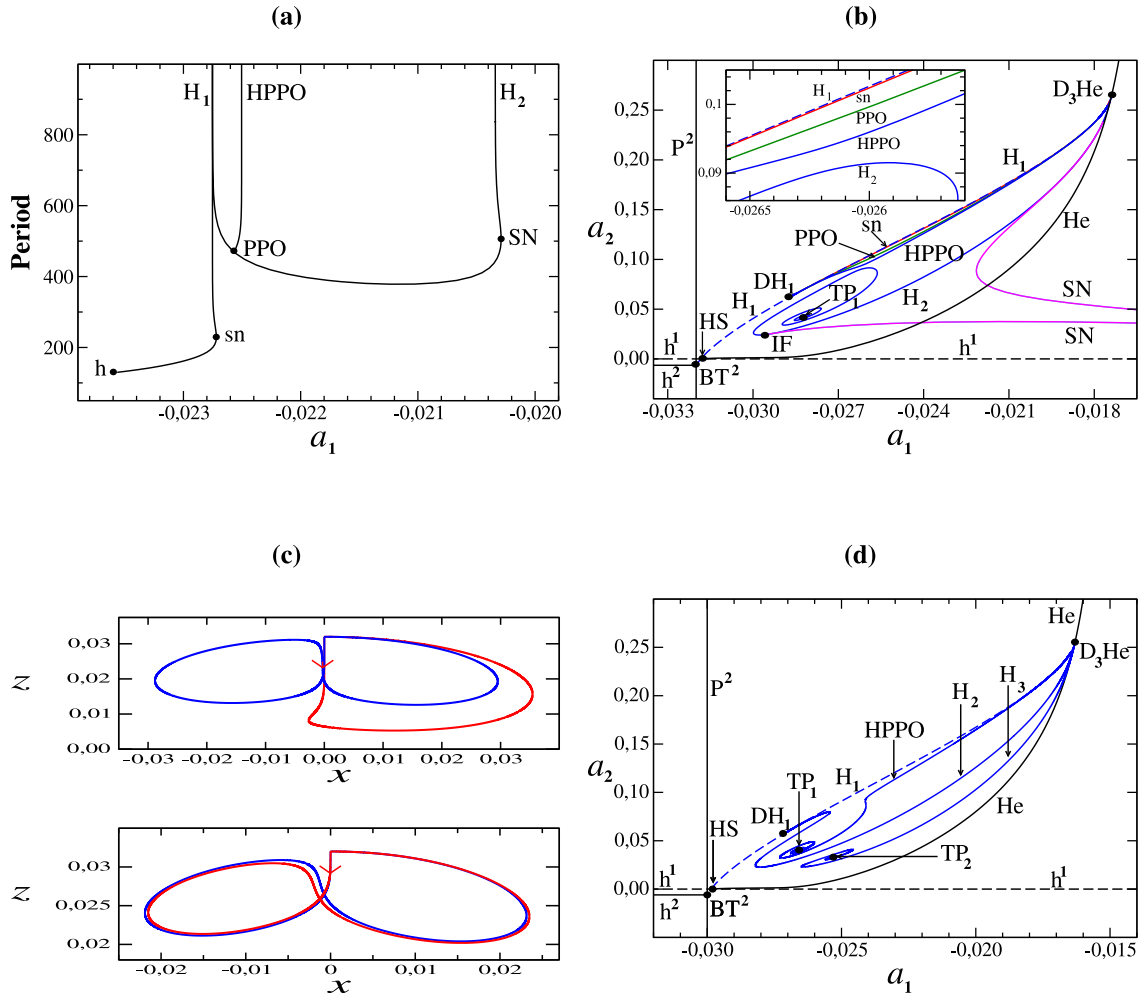 (a)
Period
800
600
400
200
H₁
HPPO
H₂
PPO
SN
sn
h
-0,023
-0,022
-0,021
-0,020
a₁
(b)
a₂
0,25
0,20
0,15
0,10
0,05
0,00
P²
D₃He
H₁
He
sn
PPO
HPPO
DH₁
TP₁
H₁
H₂
SN
SN
HS
IF
h¹
h¹
h²
BT²
0,1
0,09
H₁
sn
PPO
HPPO
H₂
-0,0265
-0,026
-0,033
-0,030
-0,027
-0,024
-0,021
-0,018
a₁
(c)
z
0,03
0,02
0,01
0,00
-0,03
-0,02
-0,01
0.00
0,01
0,02
0,03
x
z
0,03
0,025
0,02
-0,02
-0,01
0
0,01
0,02
x
(d)
a₂
0,25
0,20
0,15
0,10
0,05
0,00
He
D₃He
P²
H₃
H₂
HPPO
H₁
TP₁
DH₁
He
HS
TP₂
h¹
h¹
h²
BT²
-0,030
-0,025
-0,020
-0,015
a₁